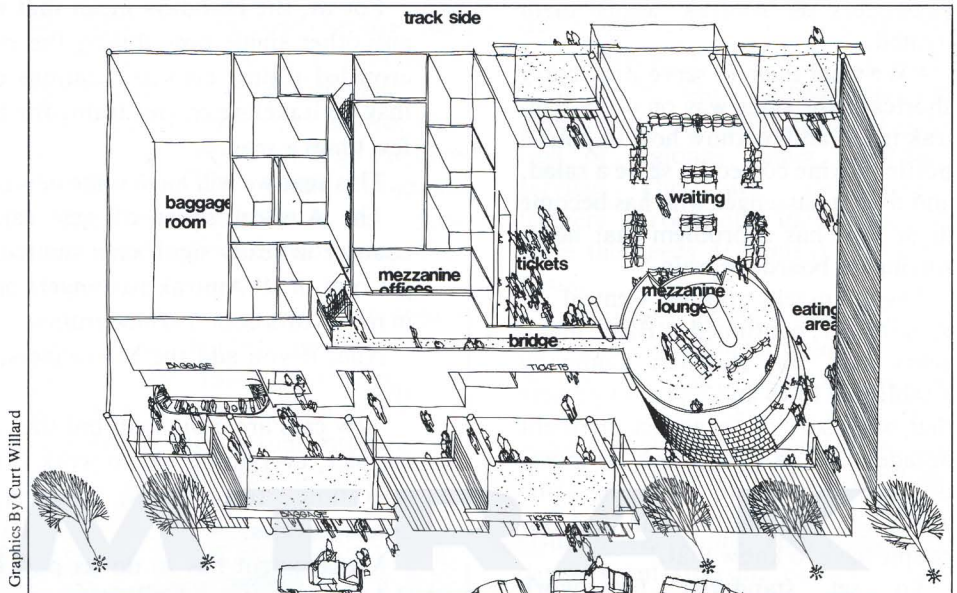 track side
baggage
room
mezzanine
offices
tickets
waiting
mezzanine
lounge
eating
area
bridge
BAGGAGE
TICKETS
BAGGAGE
TICKETS
Graphics By Curt Willard
MTRAK